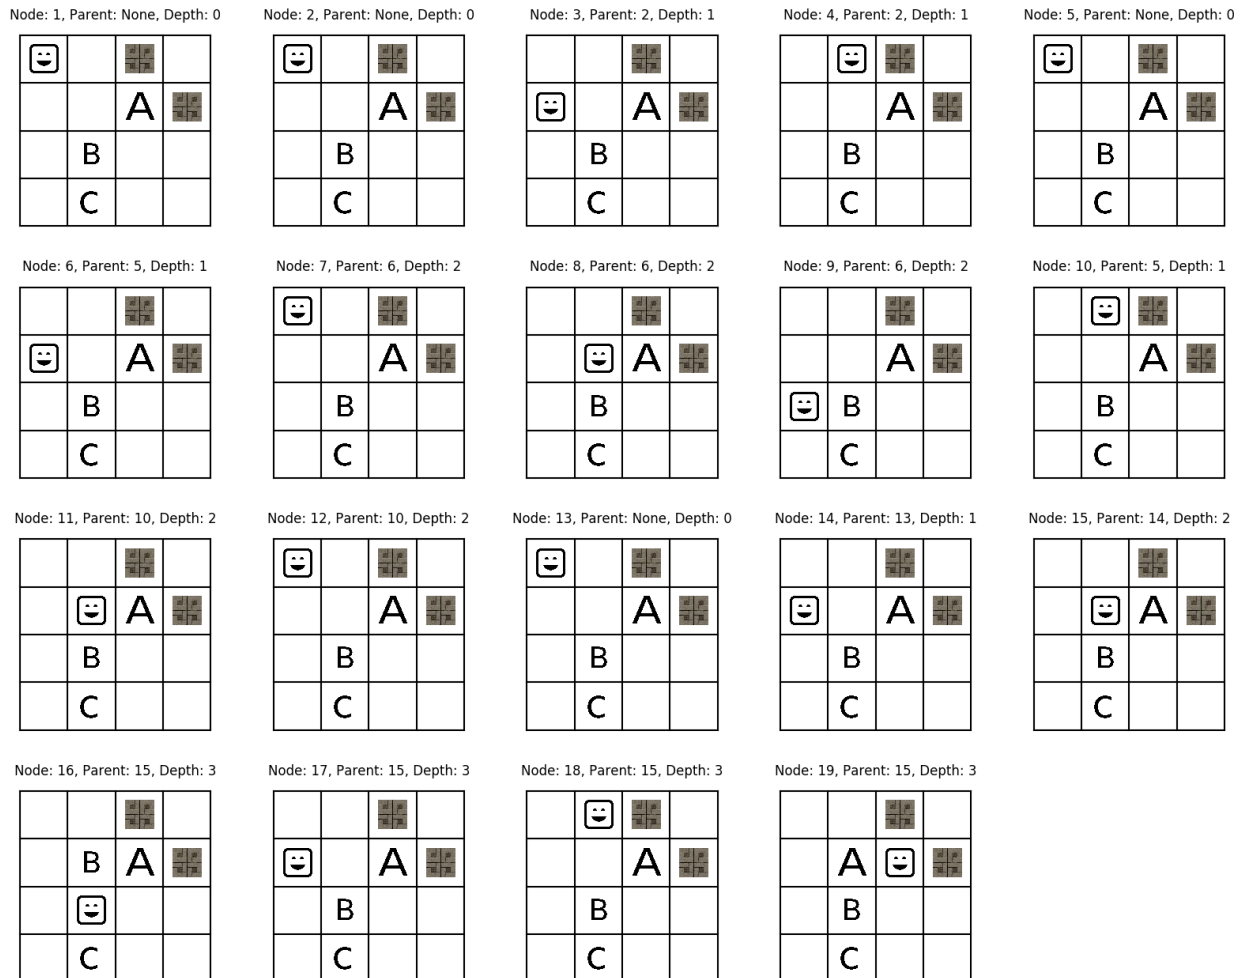 Node: 1, Parent: None, Depth: 0
Node: 2, Parent: None, Depth: 0
Node: 3, Parent: 2, Depth: 1
Node: 4, Parent: 2, Depth: 1
Node: 5, Parent: None, Depth: 0
A
B
C
A
B
C
A
B
C
A
B
C
A
B
C
Node: 6, Parent: 5, Depth: 1
Node: 7, Parent: 6, Depth: 2
Node: 8, Parent: 6, Depth: 2
Node: 9, Parent: 6, Depth: 2
Node: 10, Parent: 5, Depth: 1
A
B
C
A
B
C
A
B
C
A
B
C
A
B
C
Node: 11, Parent: 10, Depth: 2
Node: 12, Parent: 10, Depth: 2
Node: 13, Parent: None, Depth: 0
Node: 14, Parent: 13, Depth: 1
Node: 15, Parent: 14, Depth: 2
A
B
C
A
B
C
A
B
C
A
B
C
A
B
C
Node: 16, Parent: 15, Depth: 3
Node: 17, Parent: 15, Depth: 3
Node: 18, Parent: 15, Depth: 3
Node: 19, Parent: 15, Depth: 3
B A
C
A
B
C
A
B
C
A
B
C